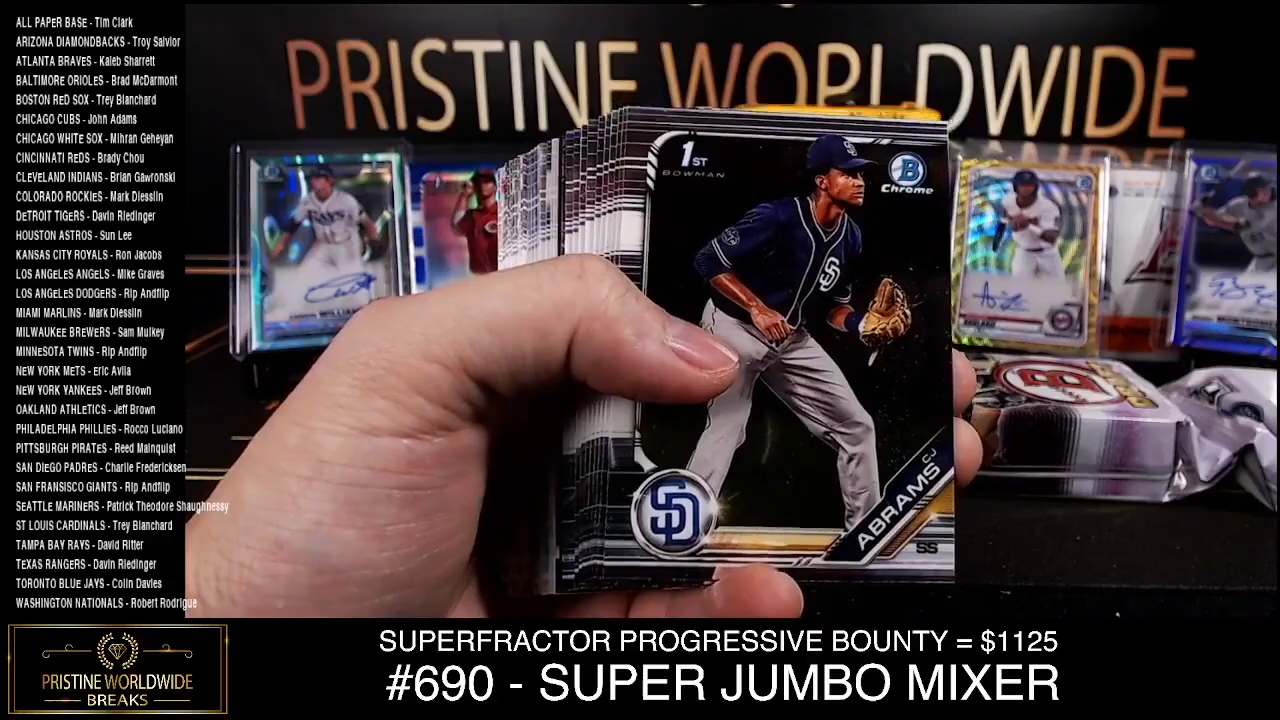 ALL PAPER BASE - Tim Clark
ARIZONA DIAMONDBACKS - Troy Salvior
ATLANTA BRAVES - Kaleb Sharrett
BALTIMORE ORIOLES - Brad McDarmont
BOSTON RED SOX - Trey Blanchard
CHICAGO CUBS - John Adams
CHICAGO WHITE SOX - Mihran Geheyan
CINCINNATI REDS - Brady Chou
CLEVELAND INDIANS - Brian Gawronski
COLORADO ROCKIES - Mark Diesslin
DETROIT TIGERS - Davin Riedinger
HOUSTON ASTROS - Sun Lee
KANSAS CITY ROYALS - Ron Jacobs
LOS ANGELES ANGELS - Mike Graves
LOS ANGELES DODGERS - Rip Andflip
MIAMI MARLINS - Mark Diesslin
MILWAUKEE BREWERS - Sam Mulkey
MINNESOTA TWINS - Rip Andflip
NEW YORK METS - Eric Avila
NEW YORK YANKEES - Jeff Brown
OAKLAND ATHLETICS - Jeff Brown
PHILADELPHIA PHILLIES - Rocco Luciano
PITTSBURGH PIRATES - Reed Mainquist
SAN DIEGO PADRES - Charlie Fredericksen
SAN FRANSISCO GIANTS - Rip Andflip
SEATTLE MARINERS - Patrick Theodore Shaughnessy
ST LOUIS CARDINALS - Trey Blanchard
TAMPA BAY RAYS - David Ritter
TEXAS RANGERS - Davin Riedinger
TORONTO BLUE JAYS - Colin Davies
WASHINGTON NATIONALS - Robert Rodrigue
PRISTINE WORLDWIDE
BREAKS
PRISTINE WORLDWIDE
1ST
BOWMAN
B
Chrome
SD
SD
CJ
ABRAMS
SS
RAYS
B
SUPERFRACTOR PROGRESSIVE BOUNTY = $1125
#690 - SUPER JUMBO MIXER